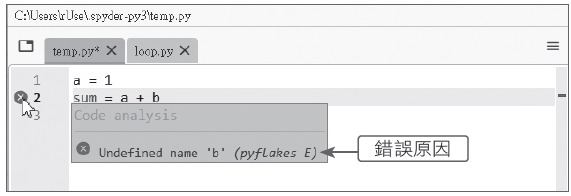 C:\Users\rUse\.spyder-py3\temp.py
temp.py* loop.py
1 a = 1
2 sum = a + b
3
Code analysis
Undefined name 'b' (pyflakes E)
錯誤原因